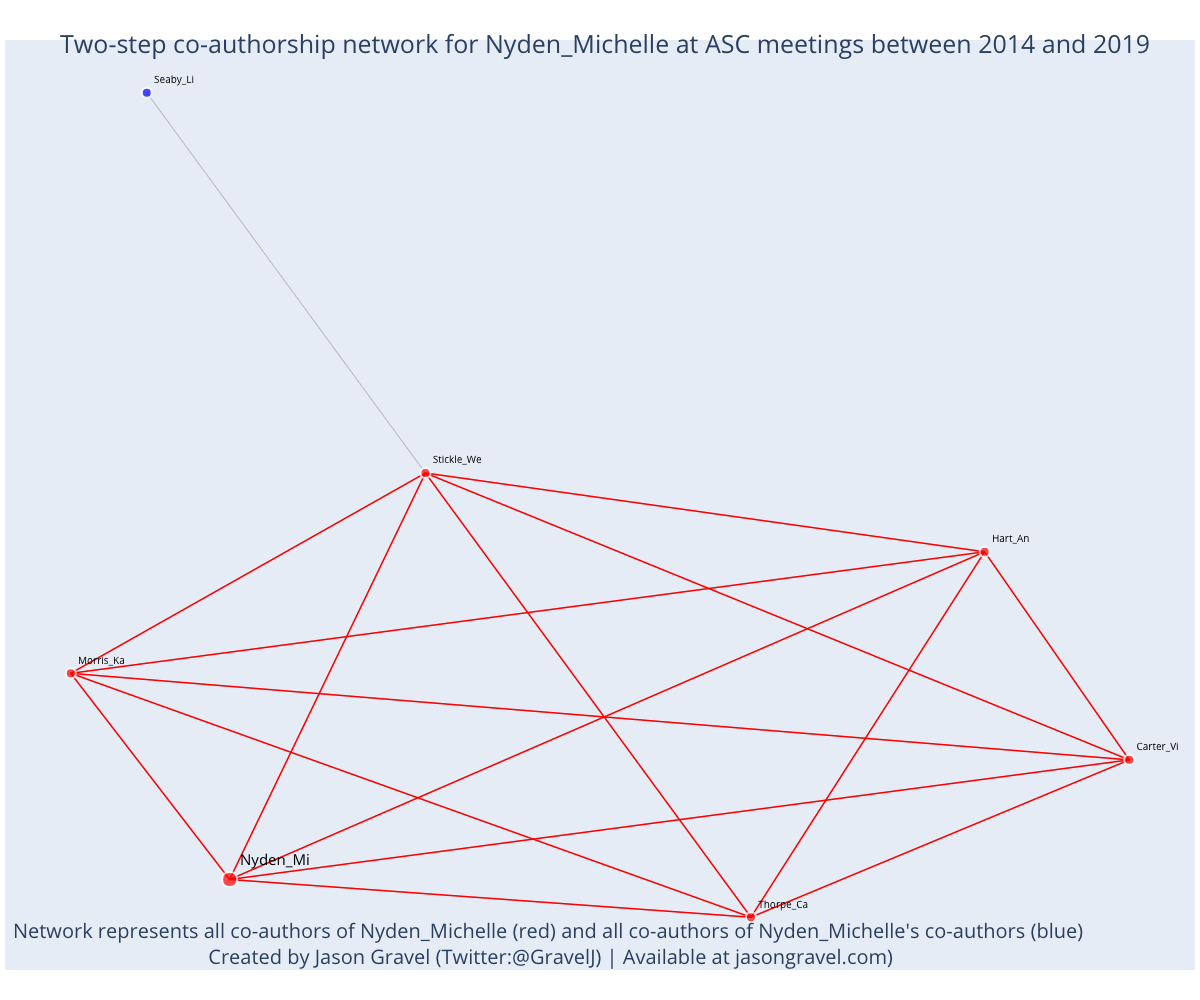 Two-step co-authorship network for Nyden_Michelle at ASC meetings between 2014 and 2019
Seaby_Li
Stickle_We
Hart_An
Morris_Ka
Carter_Vi
Nyden_Mi
Thorpe_Ca
Network represents all co-authors of Nyden_Michelle (red) and all co-authors of Nyden_Michelle's co-authors (blue)
Created by Jason Gravel (Twitter:@GravelJ) | Available at jasongravel.com)